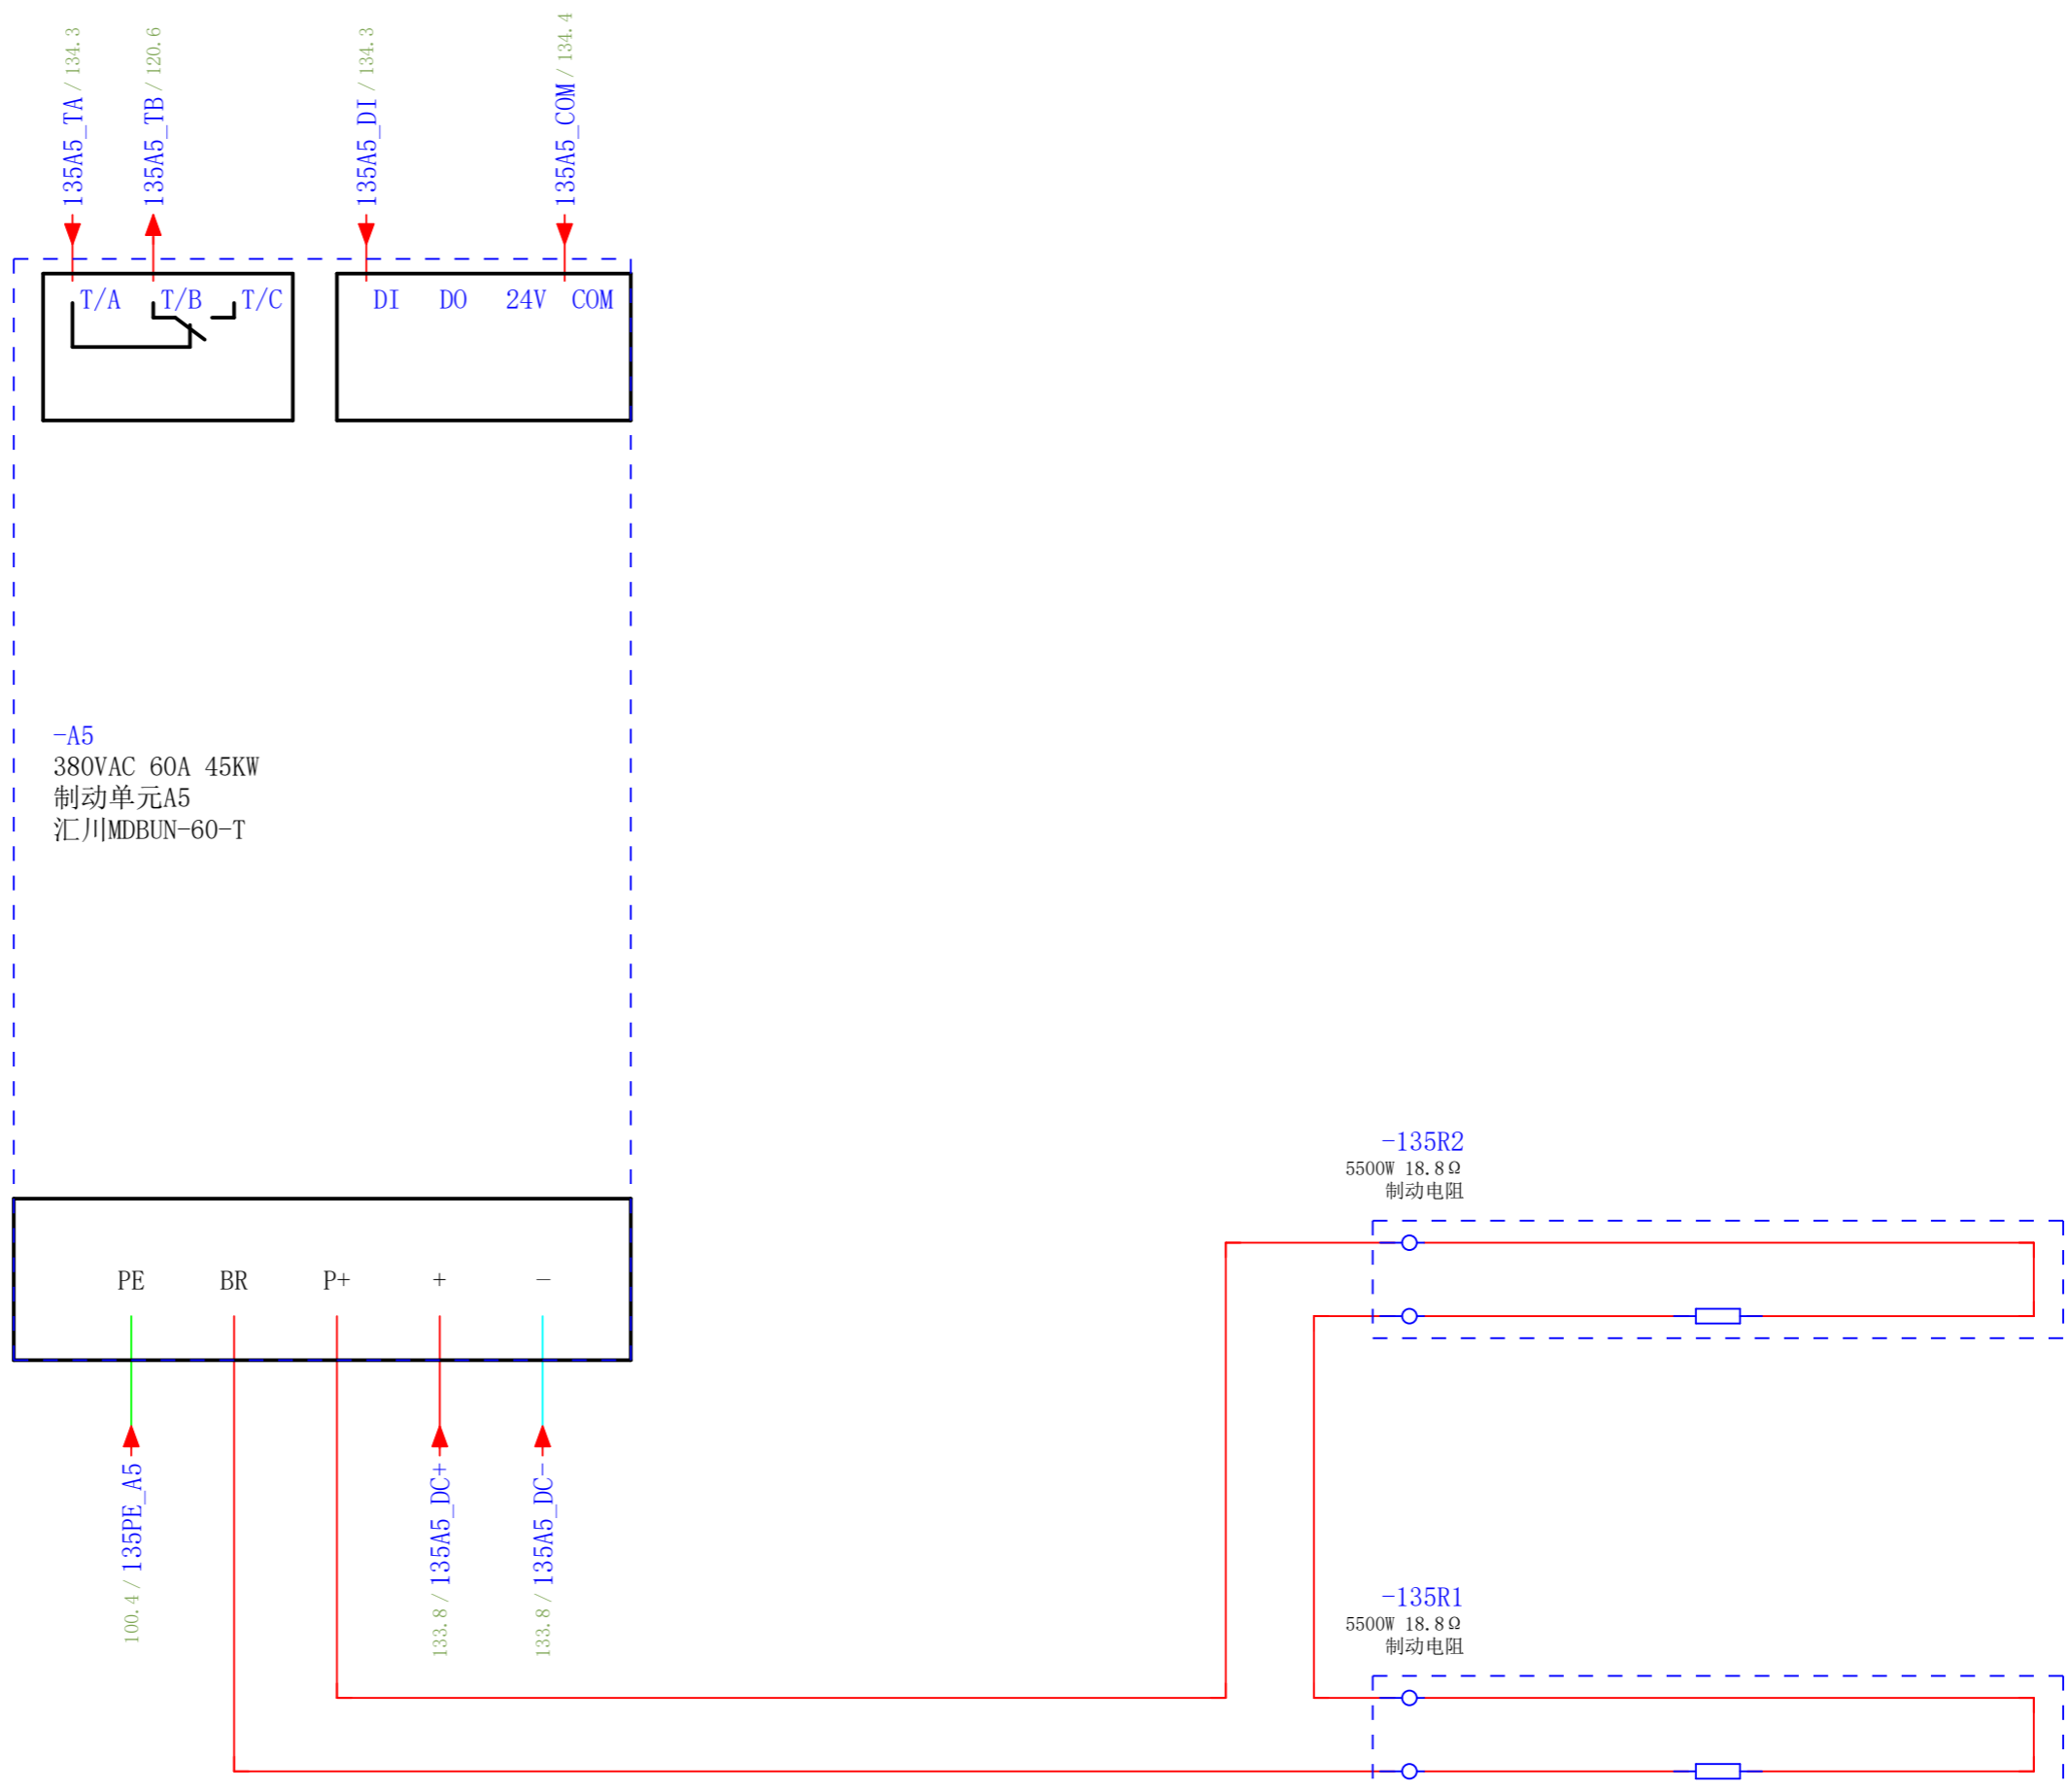 135A5_TA / 134.3
135A5_TB / 120.6
135A5_DI / 134.3
135A5_COM / 134.4
T/A T/B T/C
DI DO 24V COM
-A5
380VAC 60A 45KW
制动单元A5
汇川MDBUN-60-T
-135R2
5500W 18.8Ω
制动电阻
PE BR P+ + -
100.4 / 135PE_A5
133.8 / 135A5_DC+
133.8 / 135A5_DC-
-135R1
5500W 18.8Ω
制动电阻